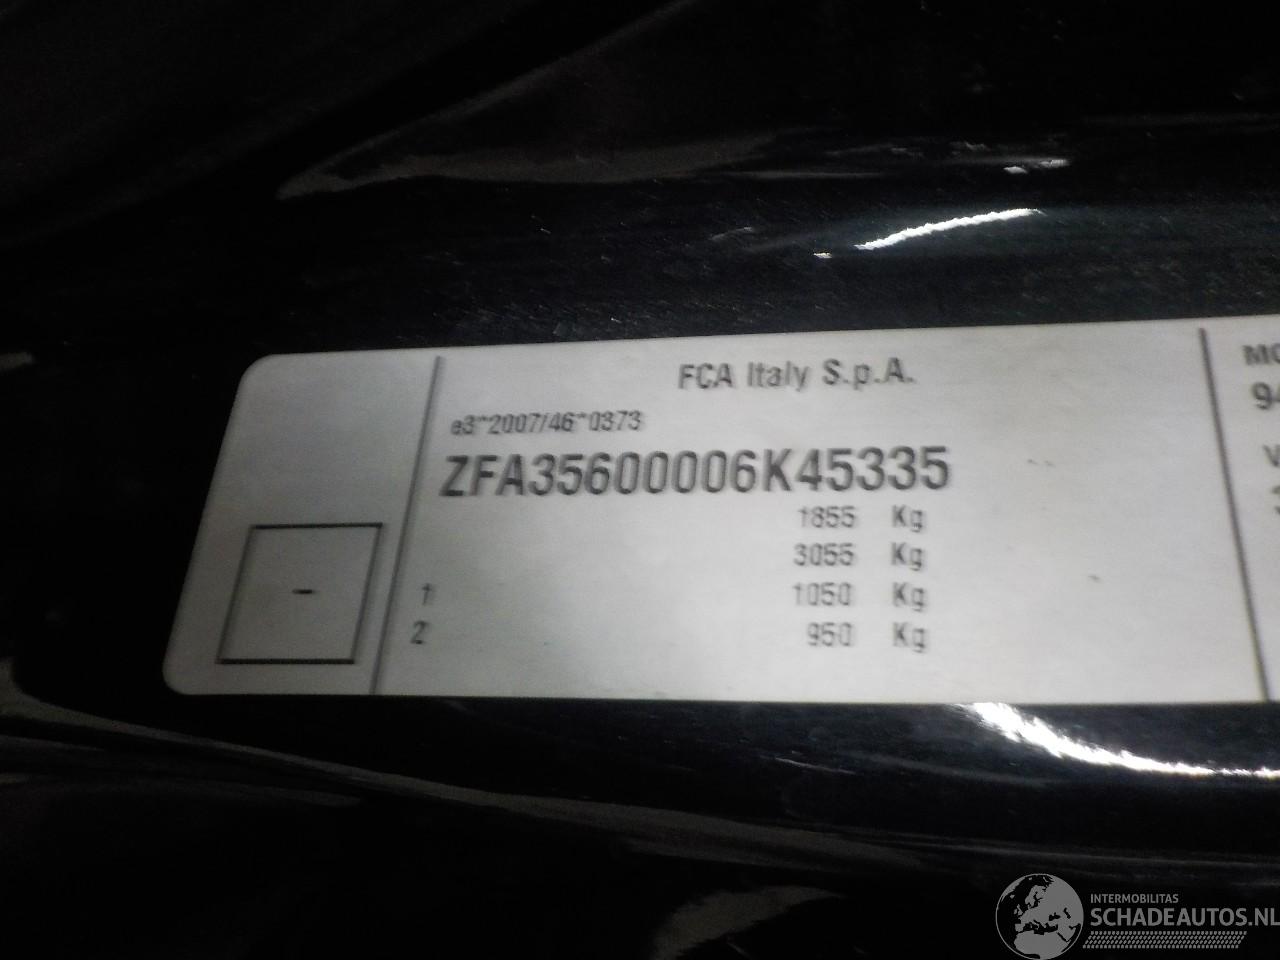 FCA Italy S.p.A.
e3*2007/46*0373
ZFA35600006K45335
1855 Kg
3055 Kg
1 1050 Kg
2 950 Kg
-
INTERMOBILITAS
SCHADEAUTOS.NL